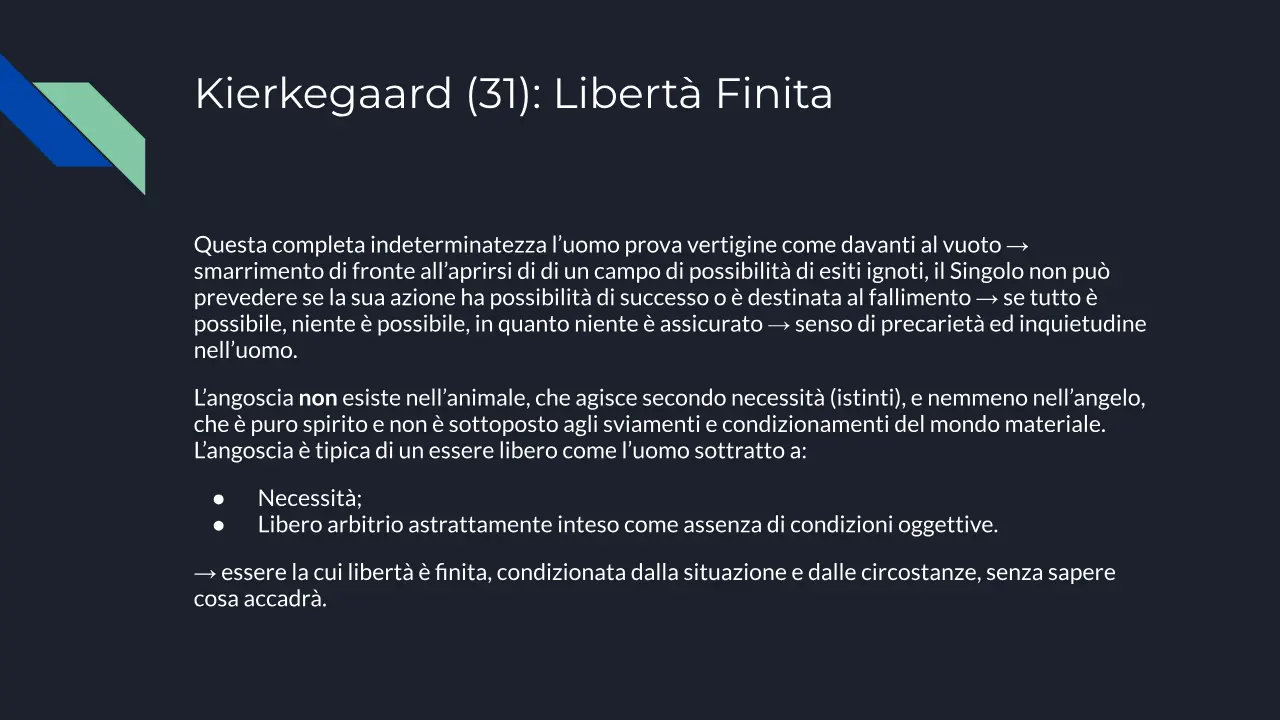 Kierkegaard (31): Libertà Finita
Questa completa indeterminatezza l’uomo prova vertigine come davanti al vuoto →
smarrimento di fronte all’aprirsi di di un campo di possibilità di esiti ignoti, il Singolo non può
prevedere se la sua azione ha possibilità di successo o è destinata al fallimento → se tutto è
possibile, niente è possibile, in quanto niente è assicurato → senso di precarietà ed inquietudine
nell’uomo.
L’angoscia non esiste nell’animale, che agisce secondo necessità (istinti), e nemmeno nell’angelo,
che è puro spirito e non è sottoposto agli sviamenti e condizionamenti del mondo materiale.
L’angoscia è tipica di un essere libero come l’uomo sottratto a:
● Necessità;
● Libero arbitrio astrattamente inteso come assenza di condizioni oggettive.
→ essere la cui libertà è finita, condizionata dalla situazione e dalle circostanze, senza sapere
cosa accadrà.